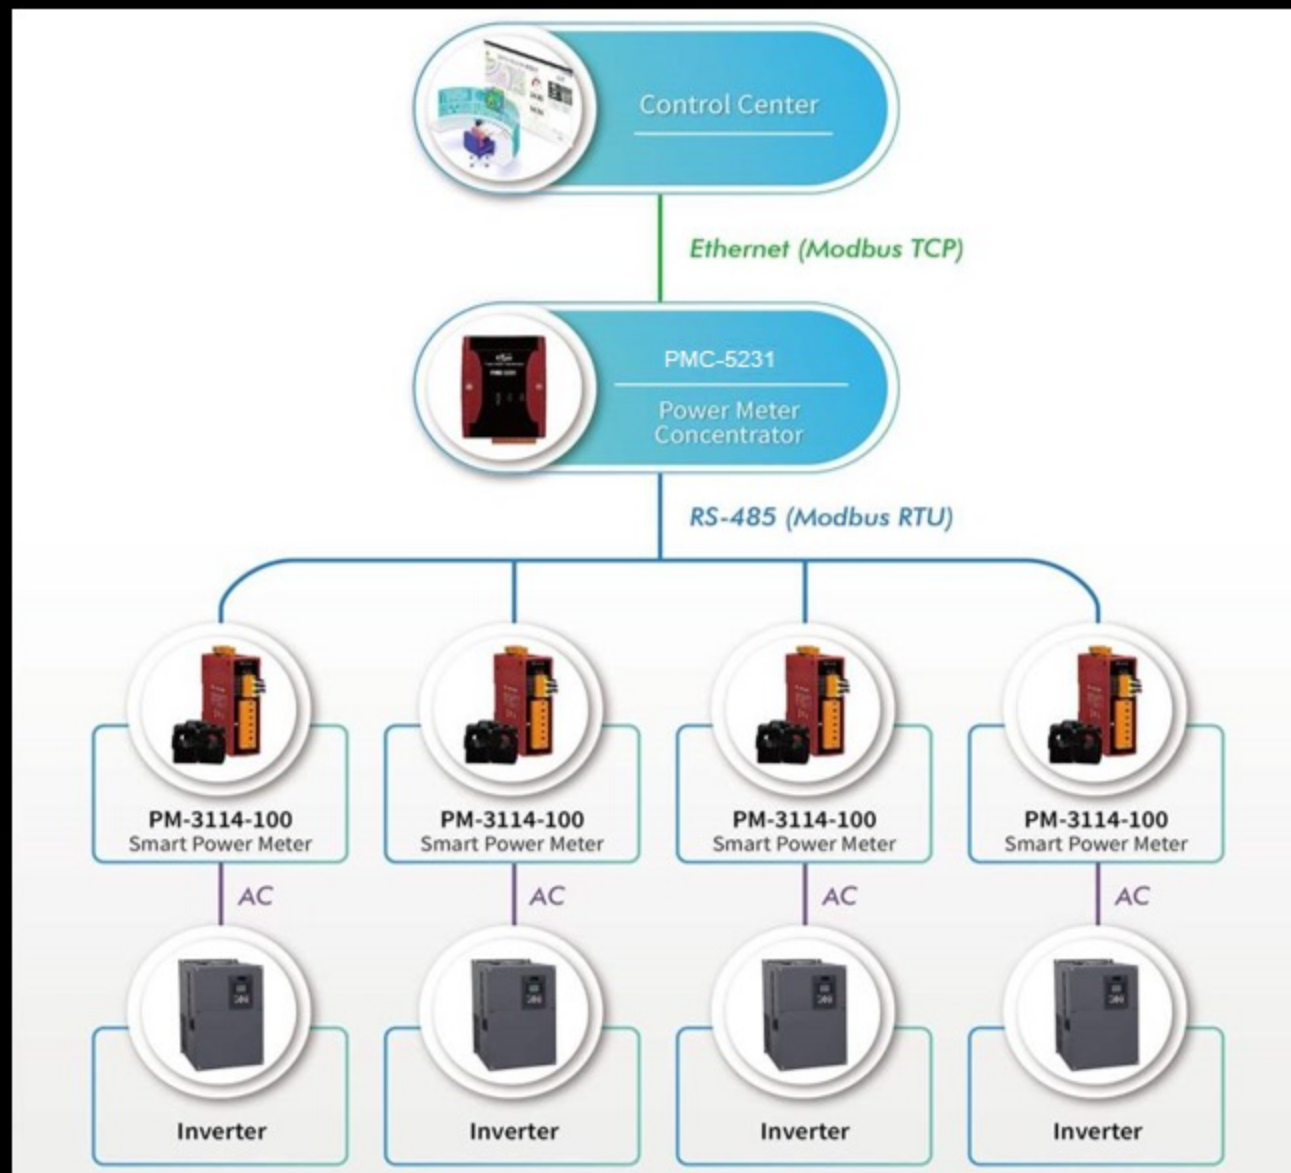 Control Center
Ethernet (Modbus TCP)
PMC-5231
Power Meter
Concentrator
RS-485 (Modbus RTU)
PM-3114-100 PM-3114-100 PM-3114-100 PM-3114-100
Smart Power Meter Smart Power Meter Smart Power Meter Smart Power Meter
AC AC AC AC
Inverter Inverter Inverter Inverter